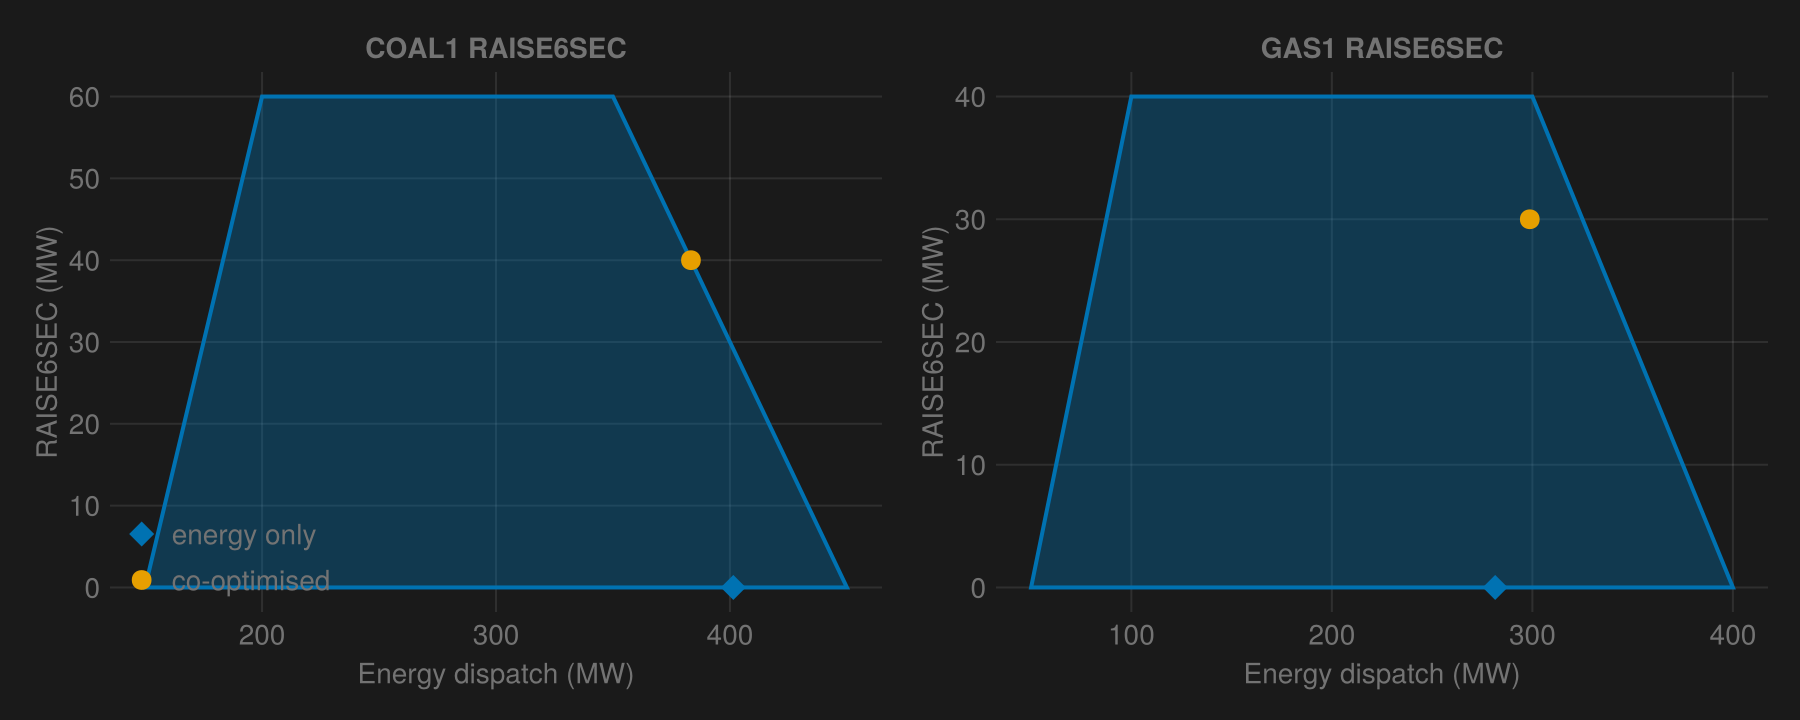 COAL1 RAISE6SEC
RAISE6SEC (MW)
60
50
40
30
20
10
0
energy only
co-optimised
200
300
400
Energy dispatch (MW)
GAS1 RAISE6SEC
RAISE6SEC (MW)
40
30
20
10
0
100
200
300
400
Energy dispatch (MW)